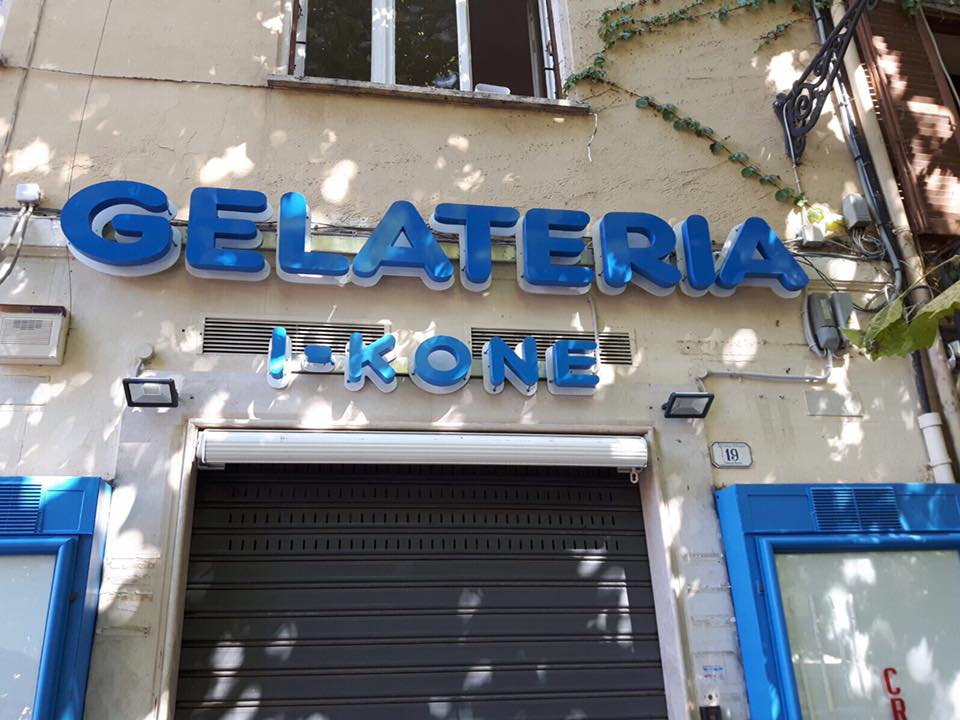 GELATERIA
I-KONE
19
C